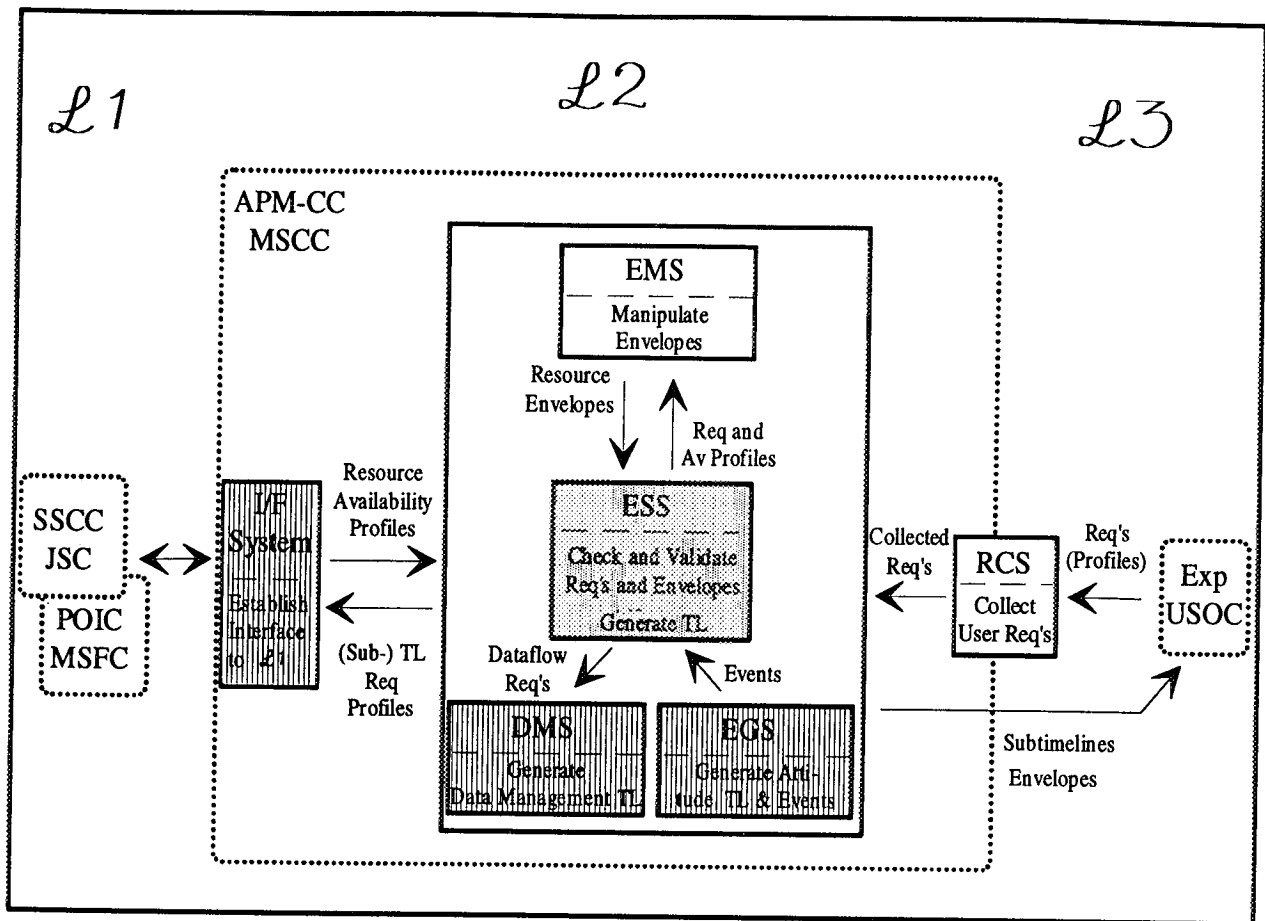 L1
L2
L3
APM-CC
MSCC
EMS
Manipulate
Envelopes
Resource
Envelopes
Req and
Av Profiles
SSCC
JSC
POIC
MSFC
I/F
System
Establish
Interface
to L1
Resource
Availability
Profiles
(Sub-) TL
Req
Profiles
ESS
Check and Validate
Req's and Envelopes
Generate TL
Dataflow
Req's
Events
DMS
Generate
Data Management TL
EGS
Generate Atti-
tude, TL & Events
Collected
Req's
RCS
Collect
User Req's
Req's
(Profiles)
Exp
USOC
Subtimelines
Envelopes